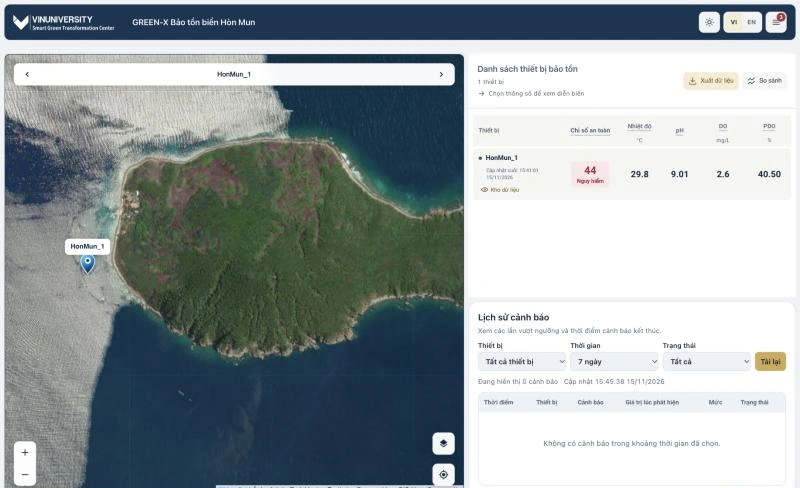 VINUNIVERSITY
Smart Green Transformation Center
GREEN-X Bảo tồn biển Hòn Mun
VI
EN
3
HonMun_1
HonMun_1
Danh sách thiết bị bảo tồn
1 thiết bị
→ Chọn thông số để xem diễn biến
Xuất dữ liệu
So sánh
Thiết bị
Chỉ số an toàn
Nhiệt độ
°C
pH
DO
mg/L
PDO
%
HonMun_1
Cập nhật cuối: 15:41:01
15/11/2026
Kho dữ liệu
44
Nguy hiểm
29.8
9.01
2.6
40.50
Lịch sử cảnh báo
Xem các lần vượt ngưỡng và thời điểm cảnh báo kết thúc.
Thiết bị
Thời gian
Trạng thái
Tất cả thiết bị
7 ngày
Tất cả
Tải lại
Đang hiển thị 0 cảnh báo · Cập nhật 15:45:38 15/11/2026
Thời điểm
Thiết bị
Cảnh báo
Giá trị lúc phát hiện
Mức
Trạng thái
Không có cảnh báo trong khoảng thời gian đã chọn.